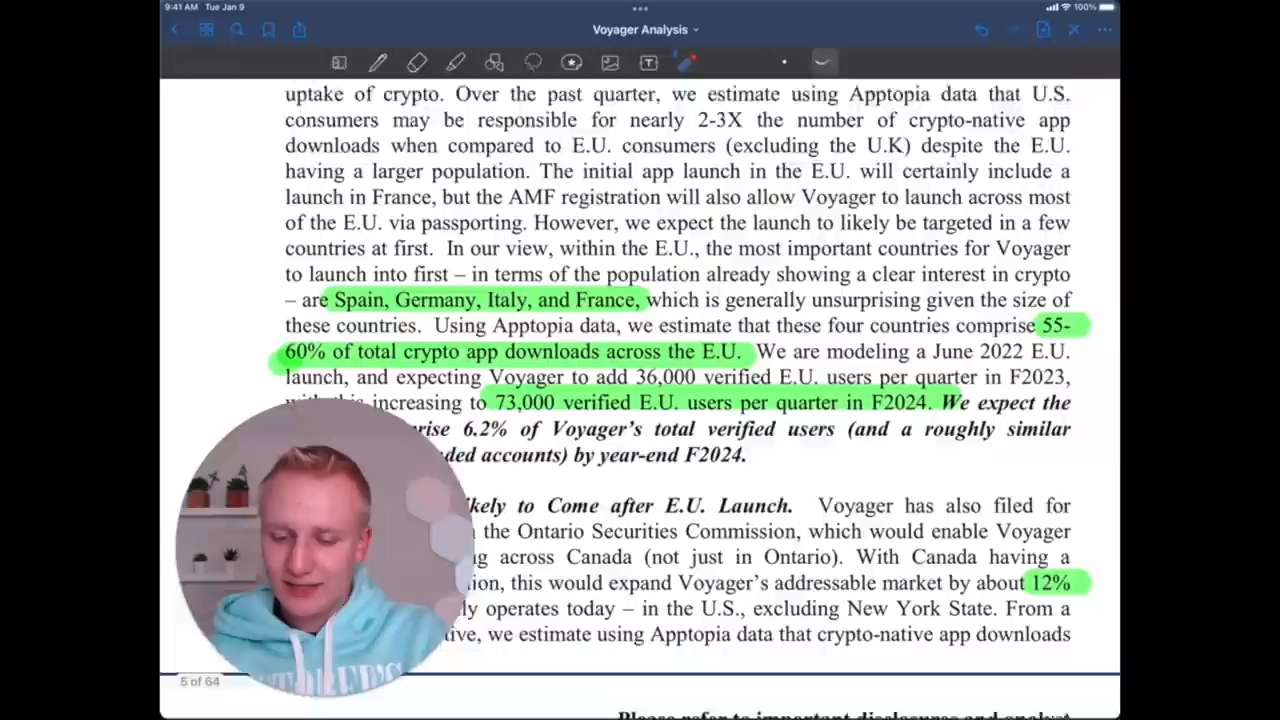 9:41 AM Tue Jan 9
100%
Voyager Analysis
uptake of crypto. Over the past quarter, we estimate using Apptopia data that U.S.
consumers may be responsible for nearly 2-3X the number of crypto-native app
downloads when compared to E.U. consumers (excluding the U.K) despite the E.U.
having a larger population. The initial app launch in the E.U. will certainly include a
launch in France, but the AMF registration will also allow Voyager to launch across most
of the E.U. via passporting. However, we expect the launch to likely be targeted in a few
countries at first. In our view, within the E.U., the most important countries for Voyager
to launch into first – in terms of the population already showing a clear interest in crypto
– are Spain, Germany, Italy, and France, which is generally unsurprising given the size of
these countries. Using Apptopia data, we estimate that these four countries comprise 55-
60% of total crypto app downloads across the E.U. We are modeling a June 2022 E.U.
launch, and expecting Voyager to add 36,000 verified E.U. users per quarter in F2023,
increasing to 73,000 verified E.U. users per quarter in F2024. We expect the
6.2% of Voyager's total verified users (and a roughly similar
accounts) by year-end F2024.
to Come after E.U. Launch. Voyager has also filed for
the Ontario Securities Commission, which would enable Voyager
across Canada (not just in Ontario). With Canada having a
this would expand Voyager's addressable market by about 12%
operates today – in the U.S., excluding New York State. From a
we estimate using Apptopia data that crypto-native app downloads
5 of 64
Please refer to important disclosures and analyst